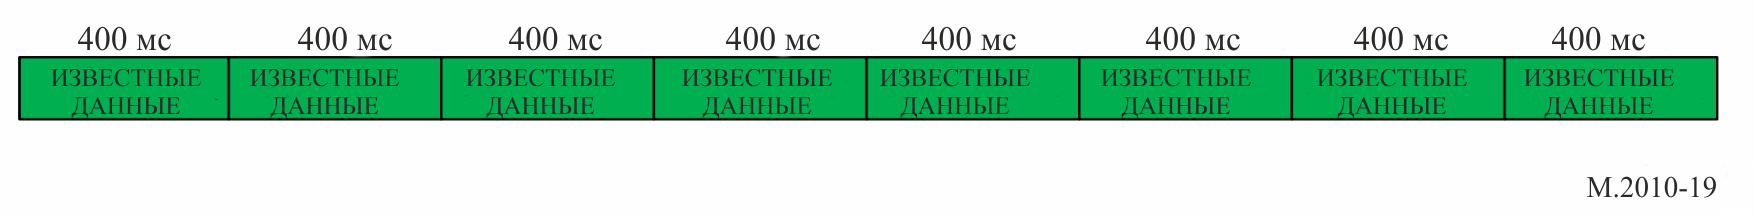 400 мс 400 мс 400 мс 400 мс 400 мс 400 мс 400 мс 400 мс
ИЗВЕСТНЫЕ ИЗВЕСТНЫЕ ИЗВЕСТНЫЕ ИЗВЕСТНЫЕ ИЗВЕСТНЫЕ ИЗВЕСТНЫЕ ИЗВЕСТНЫЕ ИЗВЕСТНЫЕ
ДАННЫЕ ДАННЫЕ ДАННЫЕ ДАННЫЕ ДАННЫЕ ДАННЫЕ ДАННЫЕ ДАННЫЕ
М.2010-19